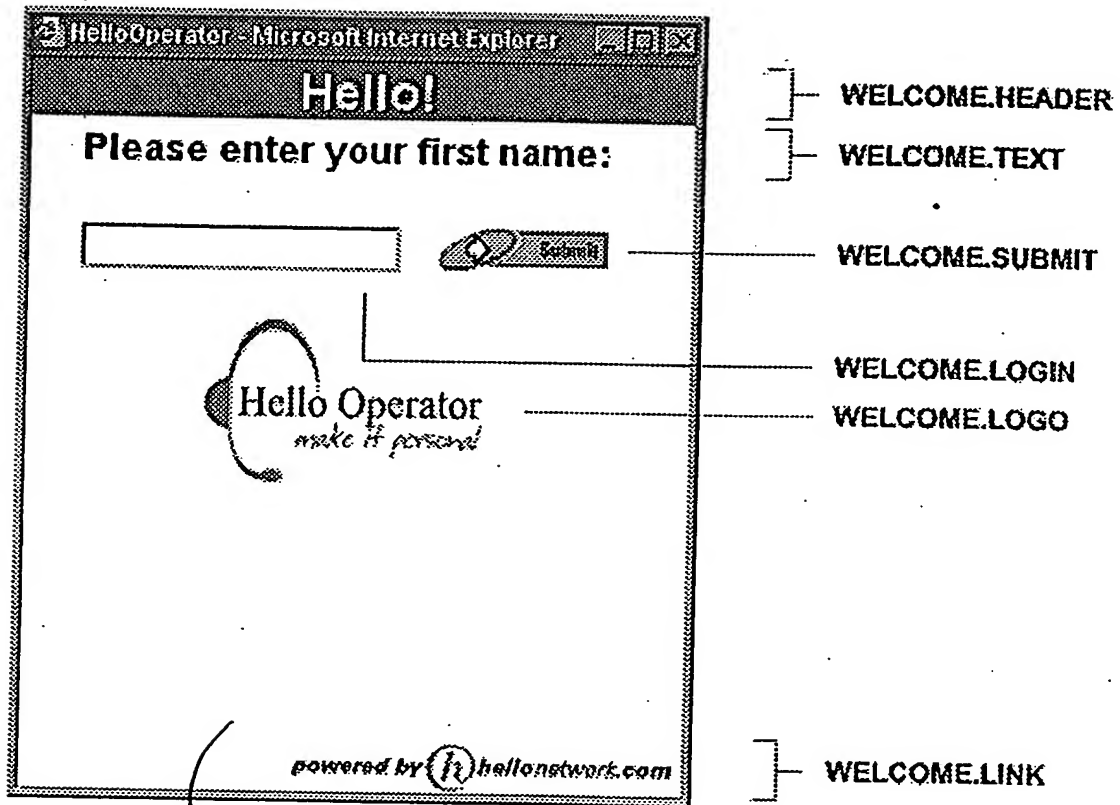 HelloOperator - Microsoft Internet Explorer
Hello!
WELCOME.HEADER
Please enter your first name:
WELCOME.TEXT
Submit
WELCOME.SUBMIT
WELCOME.LOGIN
Hello Operator
WELCOME.LOGO
make it personal
powered by h hellonetwork.com
WELCOME.LINK